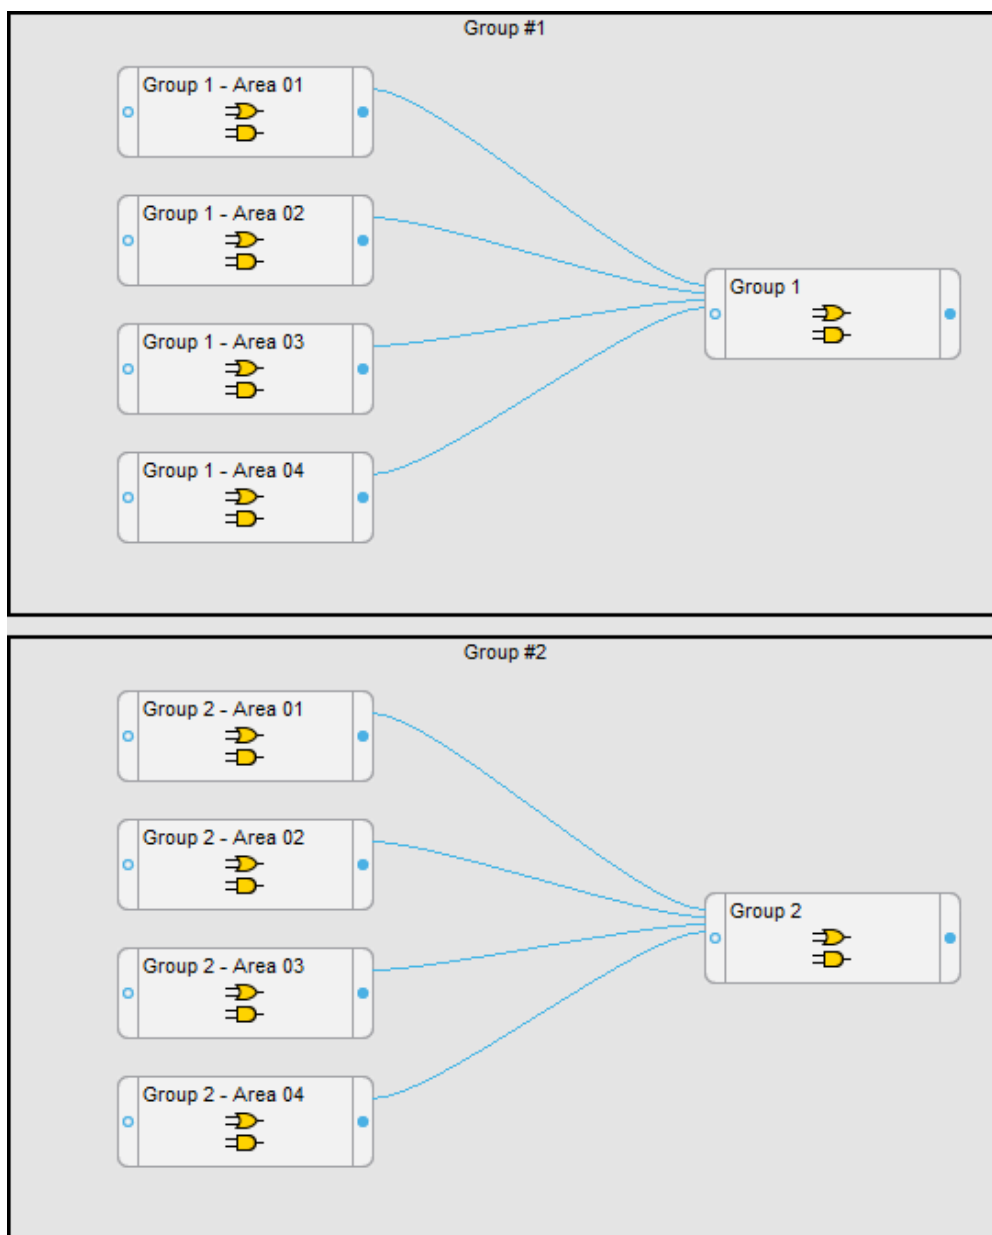 Group #1
Group 1 - Area 01
Group 1 - Area 02
Group 1 - Area 03
Group 1 - Area 04
Group 1
Group #2
Group 2 - Area 01
Group 2 - Area 02
Group 2 - Area 03
Group 2 - Area 04
Group 2